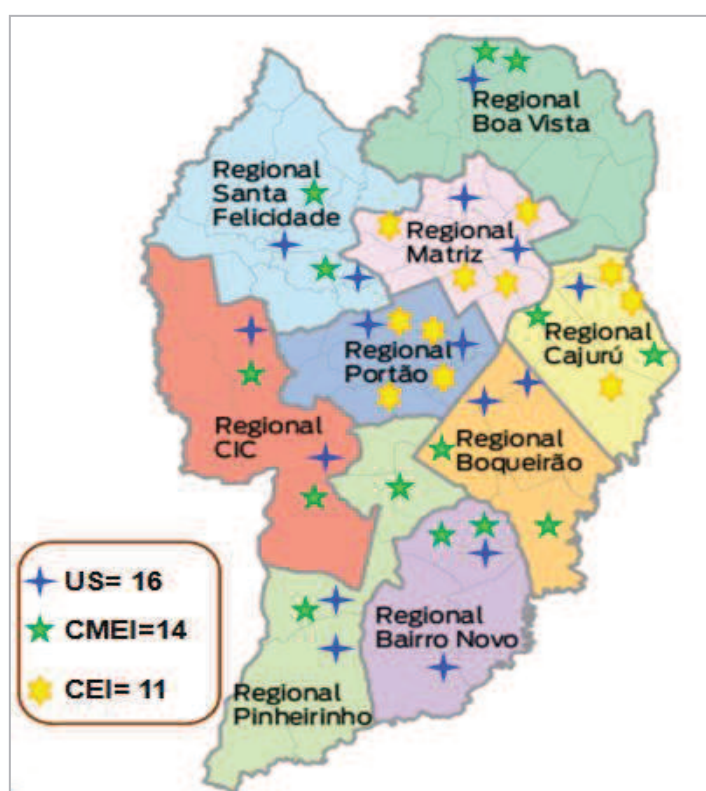 Regional
Boa Vista
Regional
Santa
Felicidade
Regional
Matriz
Regional
Cajurú
Regional
Portão
Regional
CIC
Regional
Boqueirão
US= 16
CMEI=14
CEI= 11
Regional
Bairro Novo
Regional
Pinheirinho